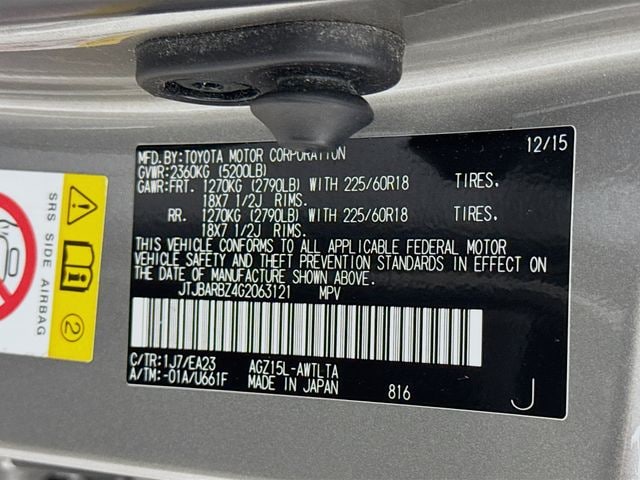 12/15
MFD. BY: TOYOTA MOTOR CORPORATION
GVWR: 2360KG (5200LB)
GAWR: FRT. 1270KG (2790LB) WITH 225/60R18 TIRES.
18X7 1/2J RIMS.
RR. 1270KG (2790LB) WITH 225/60R18 TIRES.
18X7 1/2J RIMS.
THIS VEHICLE CONFORMS TO ALL APPLICABLE FEDERAL MOTOR
VEHICLE SAFETY AND THEFT PREVENTION STANDARDS IN EFFECT ON
THE DATE OF MANUFACTURE SHOWN ABOVE.
JTJBARBZ4G2063121 MPV
C/TR: 1J7/EA23 AGZ15L-AWTLTA
A/TM: -01A/U661F MADE IN JAPAN 816 J
SRS SIDE AIRBAG
2